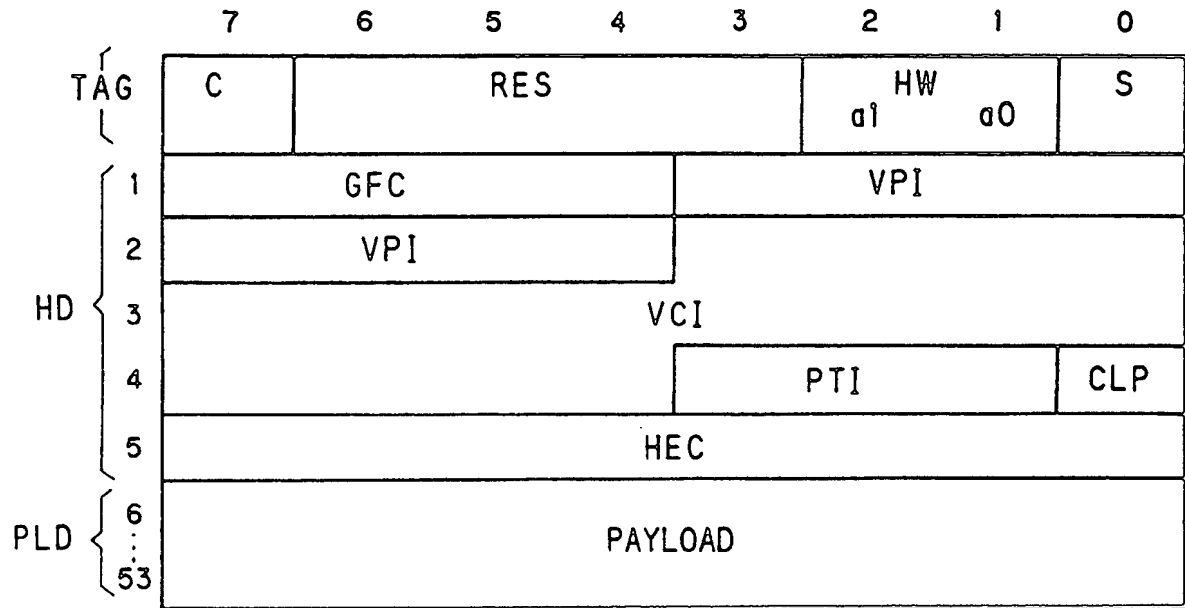 7 6 5 4 3 2 1 0
TAG C RES HW S
a1 a0
1 GFC VPI
2 VPI
HD 3 VCI
4 PTI CLP
5 HEC
6
PLD PAYLOAD
53